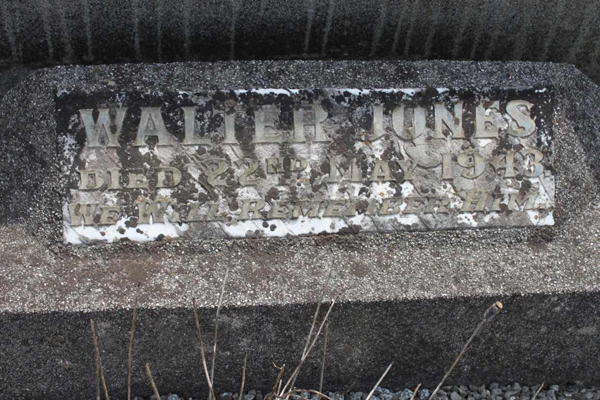 WALTER JONES
DIED 22ND MAY 1943
WE WILL REMEMBER HIM